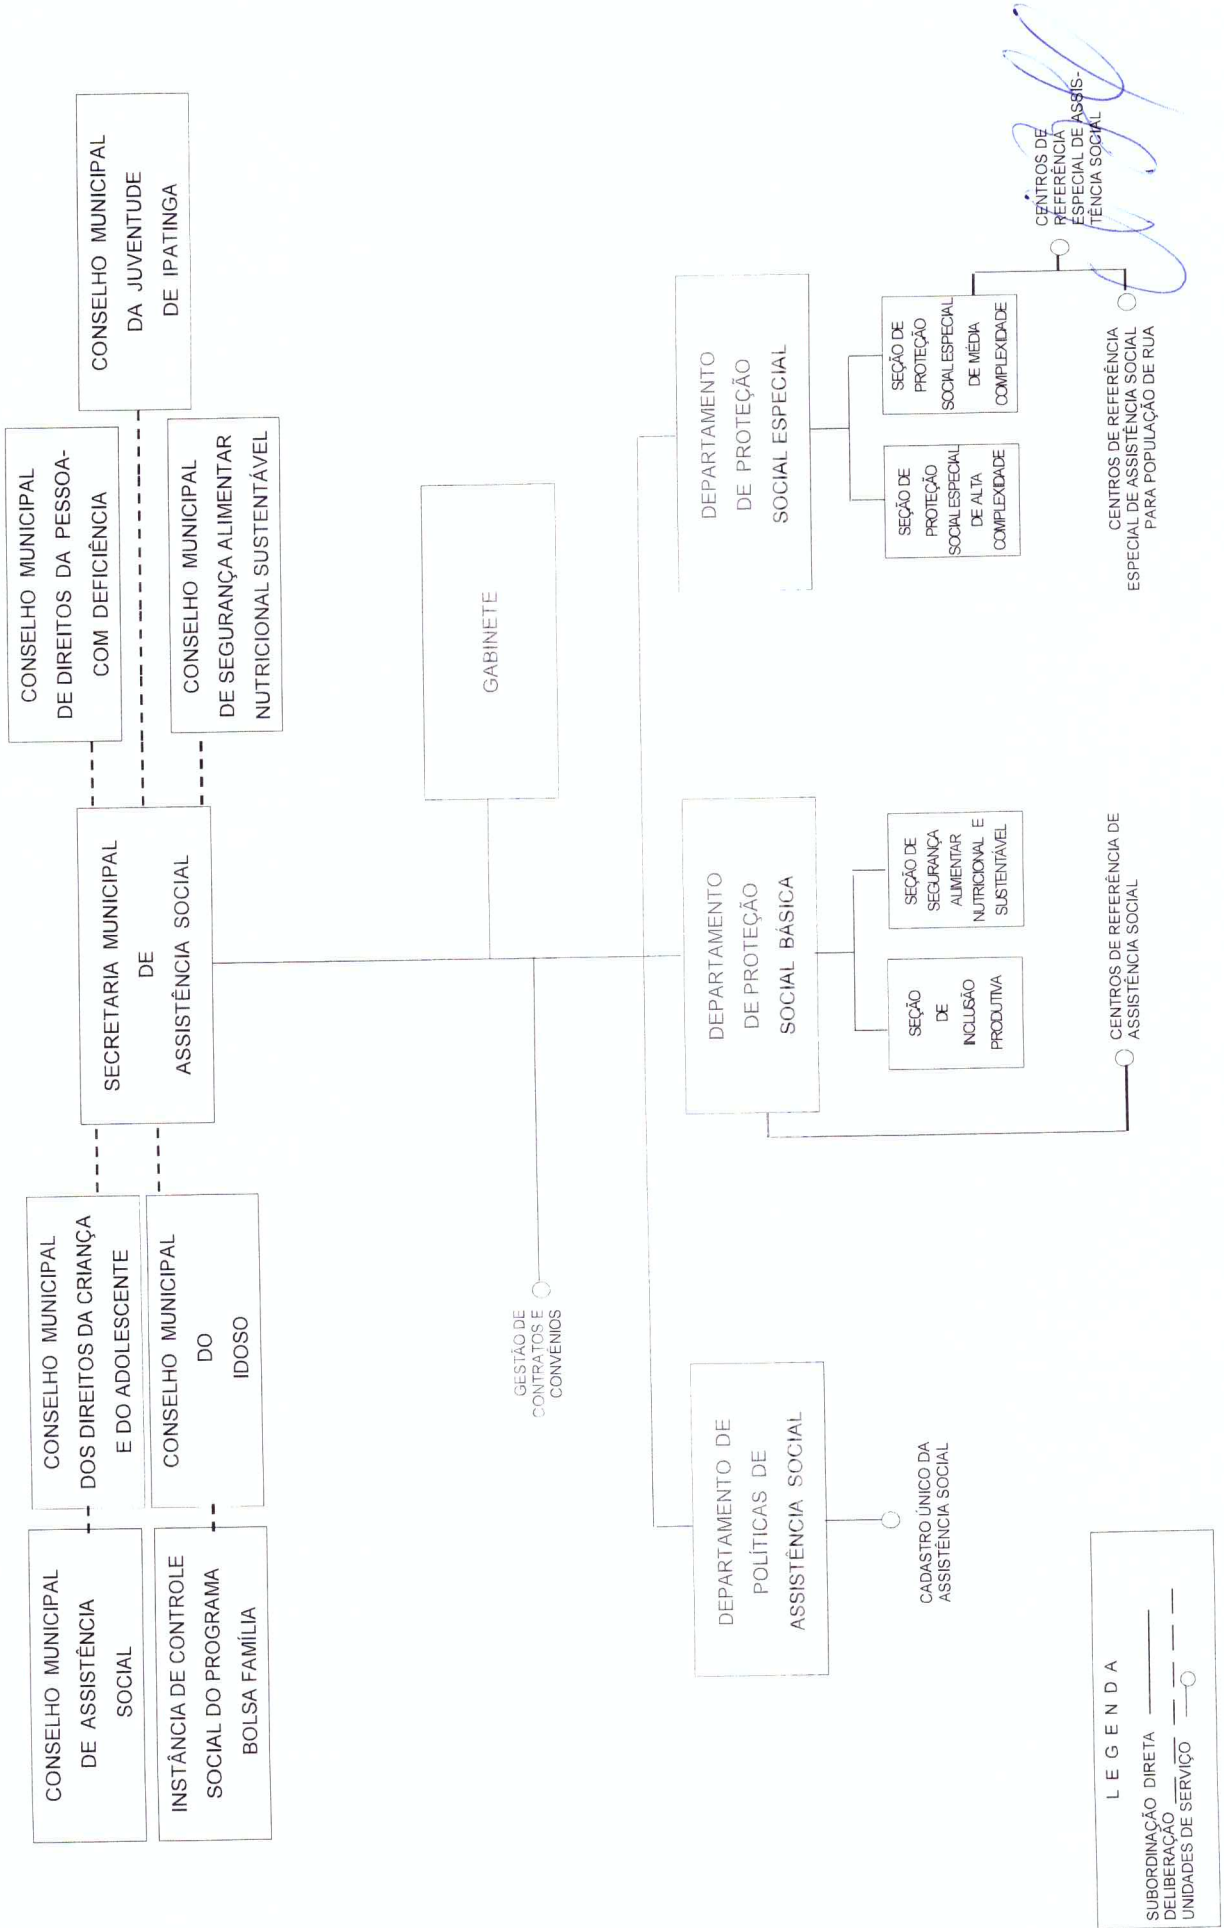 CONSELHO MUNICIPAL
DE ASSISTÊNCIA
SOCIAL
INSTÂNCIA DE CONTROLE
SOCIAL DO PROGRAMA
BOLSA FAMÍLIA
CONSELHO MUNICIPAL
DOS DIREITOS DA CRIANÇA
E DO ADOLESCENTE
CONSELHO MUNICIPAL
DO
IDOSO
SECRETARIA MUNICIPAL
DE
ASSISTÊNCIA SOCIAL
CONSELHO MUNICIPAL
DE DIREITOS DA PESSOA-
COM DEFICIÊNCIA
CONSELHO MUNICIPAL
DA JUVENTUDE
DE IPATINGA
CONSELHO MUNICIPAL
DE SEGURANÇA ALIMENTAR
NUTRICIONAL SUSTENTÁVEL
GABINETE
GESTÃO DE
CONTRATOS E
CONVÊNIOS
DEPARTAMENTO DE
POLÍTICAS DE
ASSISTÊNCIA SOCIAL
CADASTRO ÚNICO DA
ASSISTÊNCIA SOCIAL
DEPARTAMENTO
DE PROTEÇÃO
SOCIAL BÁSICA
SEÇÃO
DE
INCLUSÃO
PRODUTIVA
SEÇÃO DE
SEGURANÇA
ALIMENTAR
NUTRICIONAL E
SUSTENTÁVEL
CENTROS DE REFERÊNCIA DE
ASSISTÊNCIA SOCIAL
DEPARTAMENTO
DE PROTEÇÃO
SOCIAL ESPECIAL
SEÇÃO DE
PROTEÇÃO
SOCIAL ESPECIAL
DE ALTA
COMPLEXIDADE
SEÇÃO DE
PROTEÇÃO
SOCIAL ESPECIAL
DE MÉDIA
COMPLEXIDADE
CENTROS DE
REFERÊNCIA
ESPECIAL DE ASSIS-
TÊNCIA SOCIAL
CENTROS DE REFERÊNCIA
ESPECIAL DE ASSISTÊNCIA SOCIAL
PARA POPULAÇÃO DE RUA
LEGENDA
SUBORDINAÇÃO DIRETA
DELIBERAÇÃO
UNIDADES DE SERVIÇO